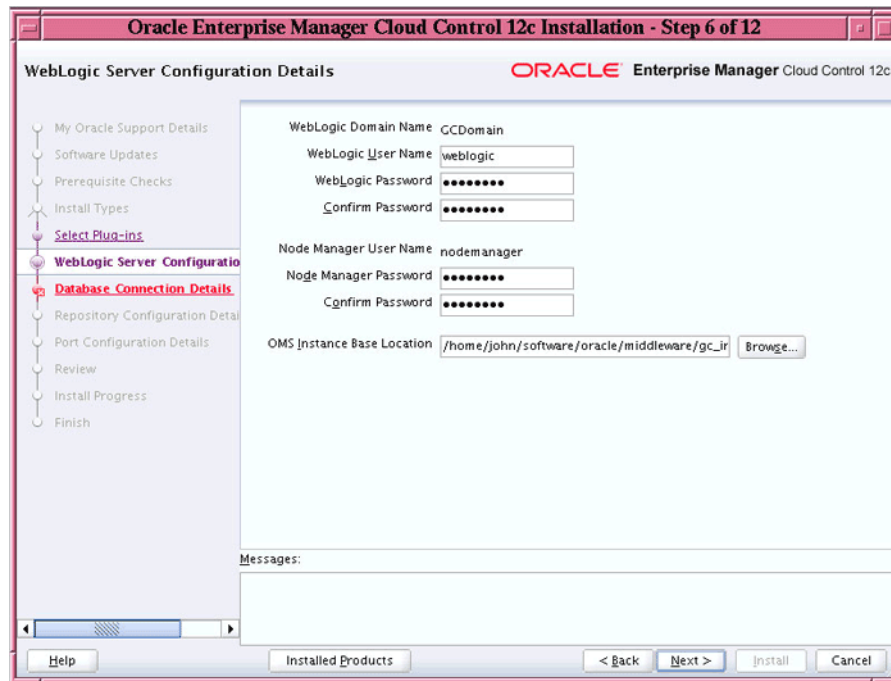 Oracle Enterprise Manager Cloud Control 12c Installation - Step 6 of 12
WebLogic Server Configuration Details
ORACLE Enterprise Manager Cloud Control 12c
My Oracle Support Details
Software Updates
Prerequisite Checks
Install Types
Select Plug-ins
WebLogic Server Configuratio
Database Connection Details
Repository Configuration Detai
Port Configuration Details
Review
Install Progress
Finish
WebLogic Domain Name GCDomain
WebLogic User Name weblogic
WebLogic Password ●●●●●●●●
Confirm Password ●●●●●●●●
Node Manager User Name nodemanager
Node Manager Password ●●●●●●●●
Confirm Password ●●●●●●●●
OMS Instance Base Location /home/john/software/oracle/middleware/gc_ir Browse...
Messages:
Help Installed Products < Back Next > Install Cancel